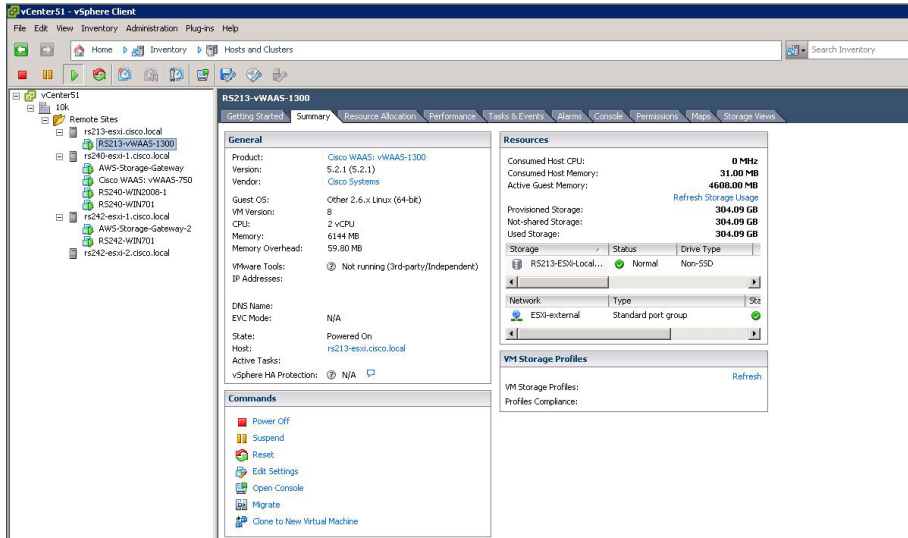 vCenter51 - vSphere Client
File Edit View Inventory Administration Plug-ins Help
Home Inventory Hosts and Clusters
Search Inventory
vCenter51
10k
Remote Sites
rs213-esxi.cisco.local
RS213-vWAAS-1300
rs240-esxi-1.cisco.local
AWS-Storage-Gateway
Cisco WAAS: vWAAS-750
RS240-WIN2008-1
RS240-WIN701
rs242-esxi-1.cisco.local
AWS-Storage-Gateway-2
RS242-WIN701
rs242-esxi-2.cisco.local
RS213-vWAAS-1300
Getting Started Summary Resource Allocation Performance Tasks & Events Alarms Console Permissions Maps Storage Views
General
Product: Cisco WAAS: vWAAS-1300
Version: 5.2.1 (5.2.1)
Vendor: Cisco Systems
Guest OS: Other 2.6.x Linux (64-bit)
VM Version: 8
CPU: 2 vCPU
Memory: 6144 MB
Memory Overhead: 59.80 MB
VMware Tools: Not running (3rd-party/Independent)
IP Addresses:
DNS Name:
EVC Mode: N/A
State: Powered On
Host: rs213-esxi.cisco.local
Active Tasks:
vSphere HA Protection: N/A
Commands
Power Off
Suspend
Reset
Edit Settings
Open Console
Migrate
Clone to New Virtual Machine
Resources
Consumed Host CPU: 0 MHz
Consumed Host Memory: 31.00 MB
Active Guest Memory: 4608.00 MB
Refresh Storage Usage
Provisioned Storage: 304.09 GB
Not-shared Storage: 304.09 GB
Used Storage: 304.09 GB
Storage Status Drive Type
RS213-ESXi-Local... Normal Non-SSD
Network Type Sta
ESXi-external Standard port group
VM Storage Profiles
Refresh
VM Storage Profiles:
Profiles Compliance: